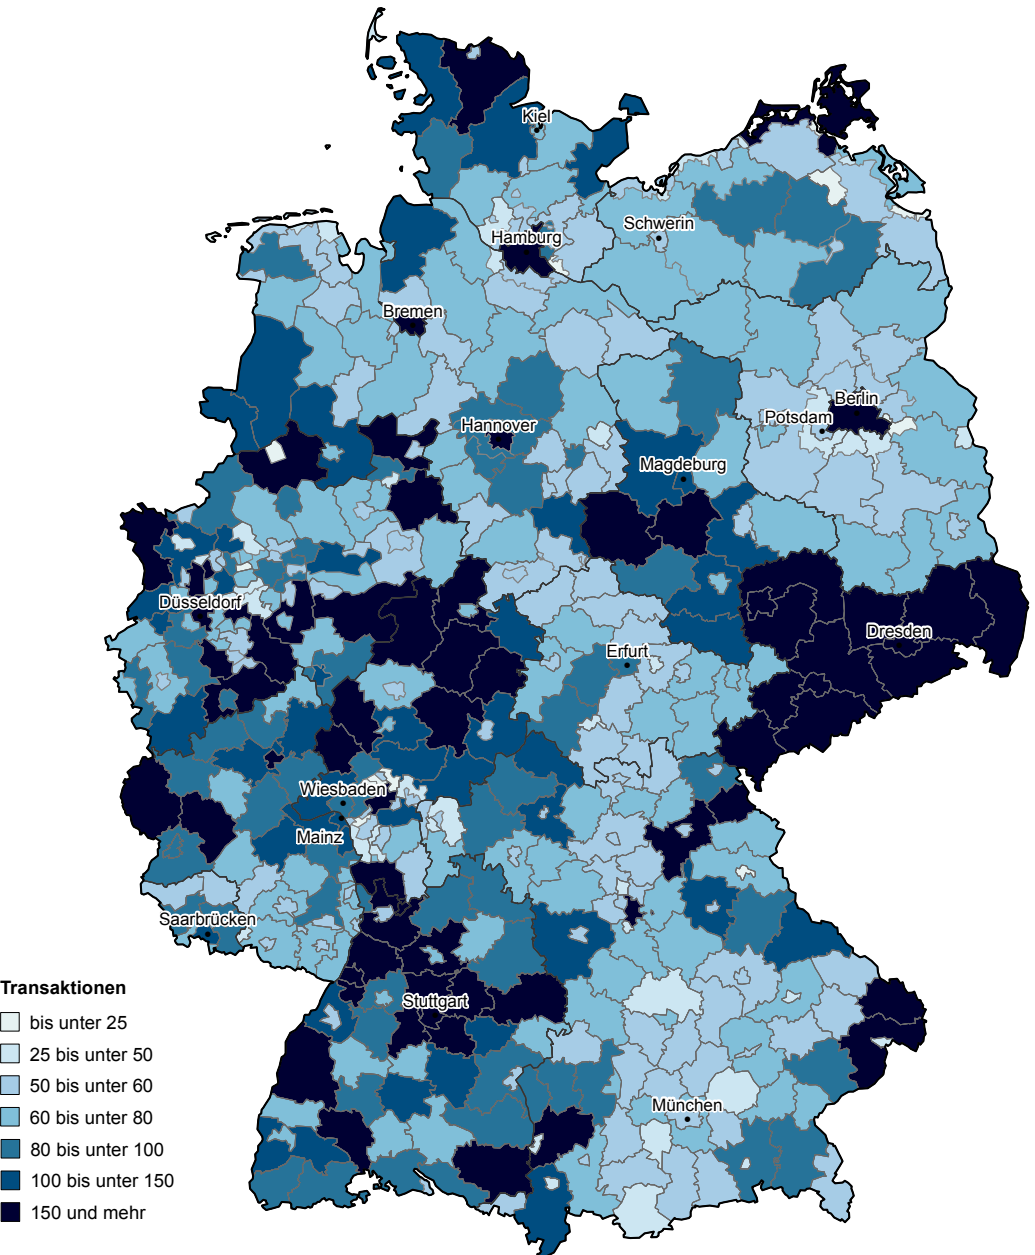 Kiel
Schwerin
Hamburg
Bremen
Berlin
Potsdam
Hannover
Magdeburg
Düsseldorf
Dresden
Erfurt
Wiesbaden
Mainz
Saarbrücken
Stuttgart
München
Transaktionen
bis unter 25
25 bis unter 50
50 bis unter 60
60 bis unter 80
80 bis unter 100
100 bis unter 150
150 und mehr